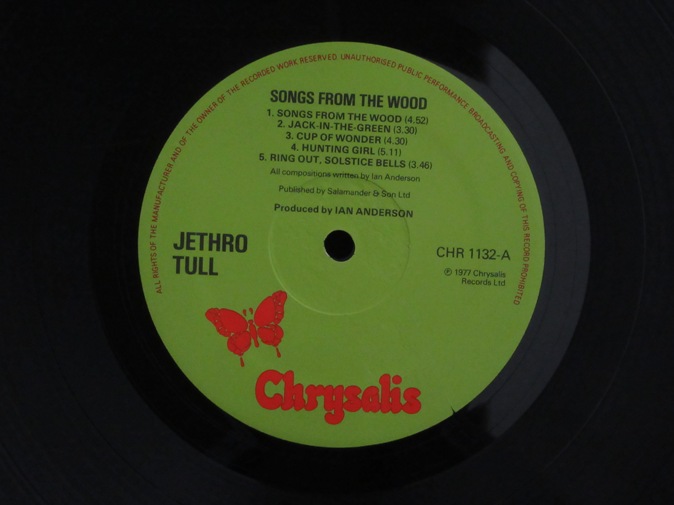 ALL RIGHTS OF THE MANUFACTURER AND OF THE OWNER OF THE RECORDED WORK RESERVED. UNAUTHORISED PUBLIC PERFORMANCE BROADCASTING AND COPYING OF THIS RECORD PROHIBITED
SONGS FROM THE WOOD
1. SONGS FROM THE WOOD (4.52)
2. JACK-IN-THE-GREEN (3.30)
3. CUP OF WONDER (4.30)
4. HUNTING GIRL (5.11)
5. RING OUT, SOLSTICE BELLS (3.46)
All compositions written by Ian Anderson
Published by Salamander & Son Ltd
Produced by IAN ANDERSON
JETHRO
TULL
CHR 1132-A
℗ 1977 Chrysalis
Records Ltd
Chrysalis